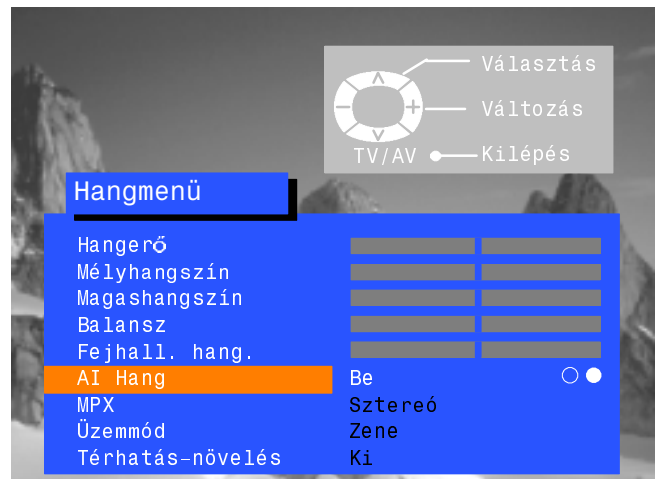 Választás
Változás
TV/AV Kilépés
Hangmenü
Hangerő
Mélyhangszín
Magashangszín
Balansz
Fejhall. hang.
AI Hang Be
MPX Sztereó
Üzemmód Zene
Térhatás-növelés Ki